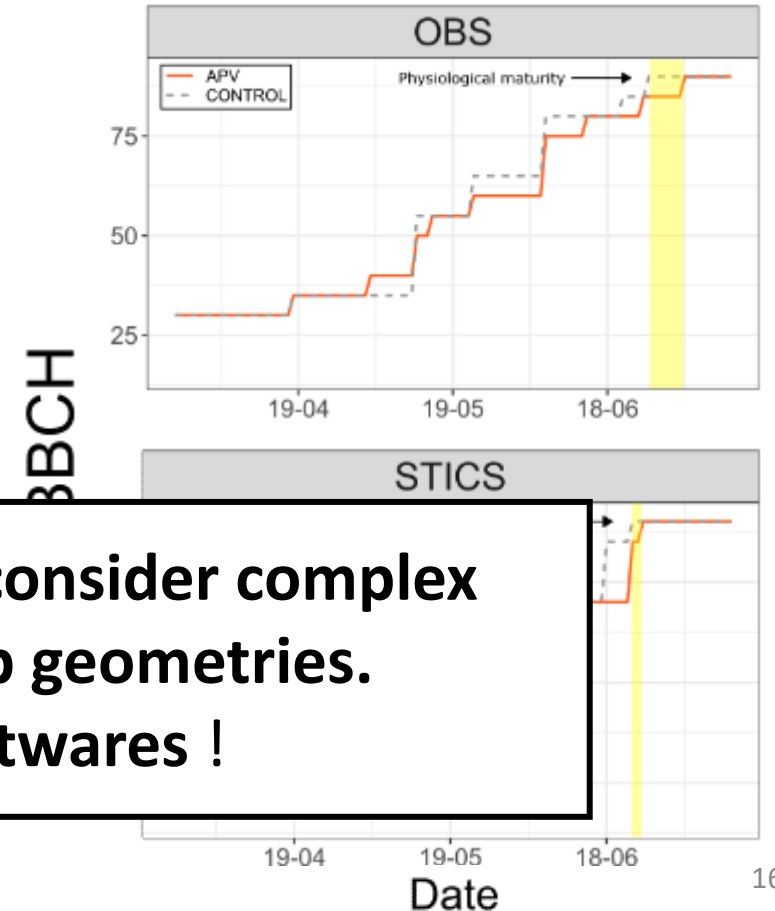 OBS
APV
CONTROL
Physiological maturity
75
50
25
19-04 19-05 18-06
BBCH
STICS
onsider complex
geometries.
twares !
19-04 19-05 18-06
Date
16